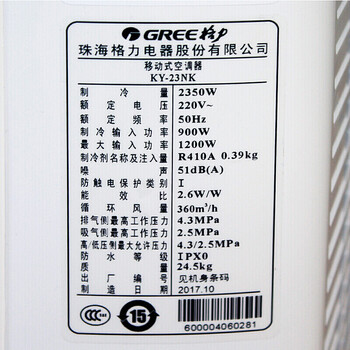 GREE 格力
珠海格力电器股份有限公司
移动式空调器
KY-23NK
制冷量 2350W
额定电压 220V~
额定频率 50Hz
制冷输入功率 900W
最大输入功率 1200W
制冷剂名称及注入量 R410A 0.39kg
噪声 51dB(A)
防触电保护类别 I
能效比 2.6W/W
循环风量 360m³/h
排气侧最高工作压力 4.3MPa
吸气侧最高工作压力 2.5MPa
高/低压侧最大允许压力 4.3/2.5MPa
防水等级 IPX0
质量 24.5kg
出厂编号 见机身条码
制造日期 2017.10
CCC
15
600004060281